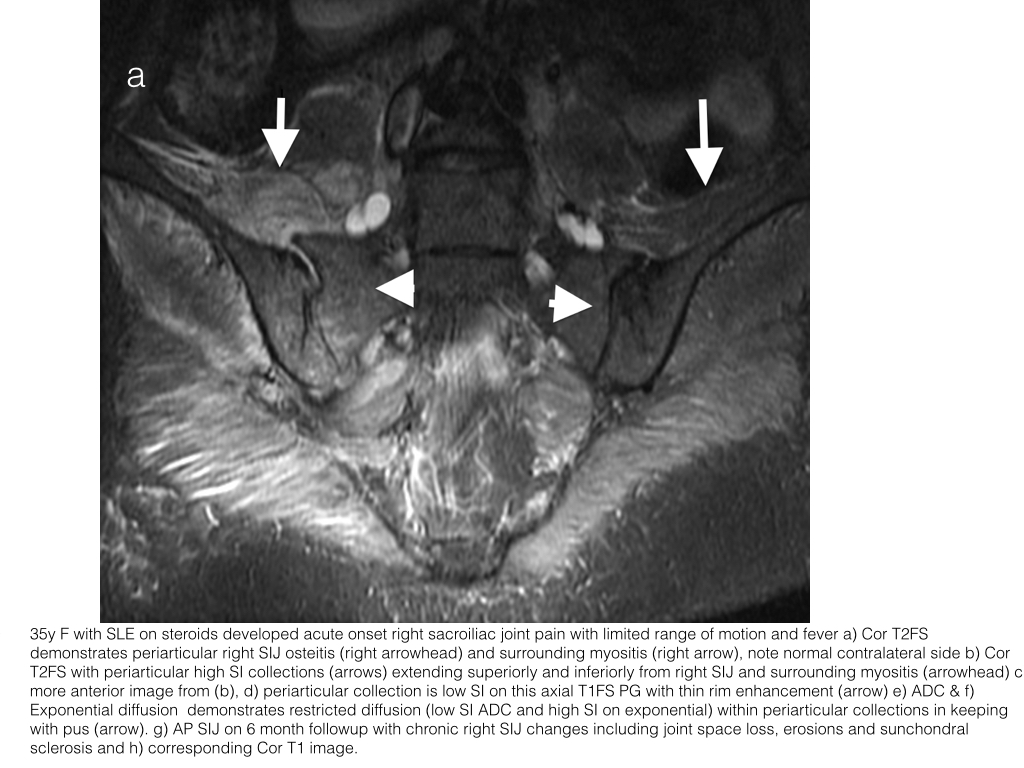 a
35y F with SLE on steroids developed acute onset right sacroiliac joint pain with limited range of motion and fever a) Cor T2FS
demonstrates periarticular right SIJ osteitis (right arrowhead) and surrounding myositis (right arrow), note normal contralateral side b) Cor
T2FS with periarticular high SI collections (arrows) extending superiorly and inferiorly from right SIJ and surrounding myositis (arrowhead) c
more anterior image from (b), d) periarticular collection is low SI on this axial T1FS PG with thin rim enhancement (arrow) e) ADC & f)
Exponential diffusion  demonstrates restricted diffusion (low SI ADC and high SI on exponential) within periarticular collections in keeping
with pus (arrow). g) AP SIJ on 6 month followup with chronic right SIJ changes including joint space loss, erosions and sunchondral
sclerosis and h) corresponding Cor T1 image.